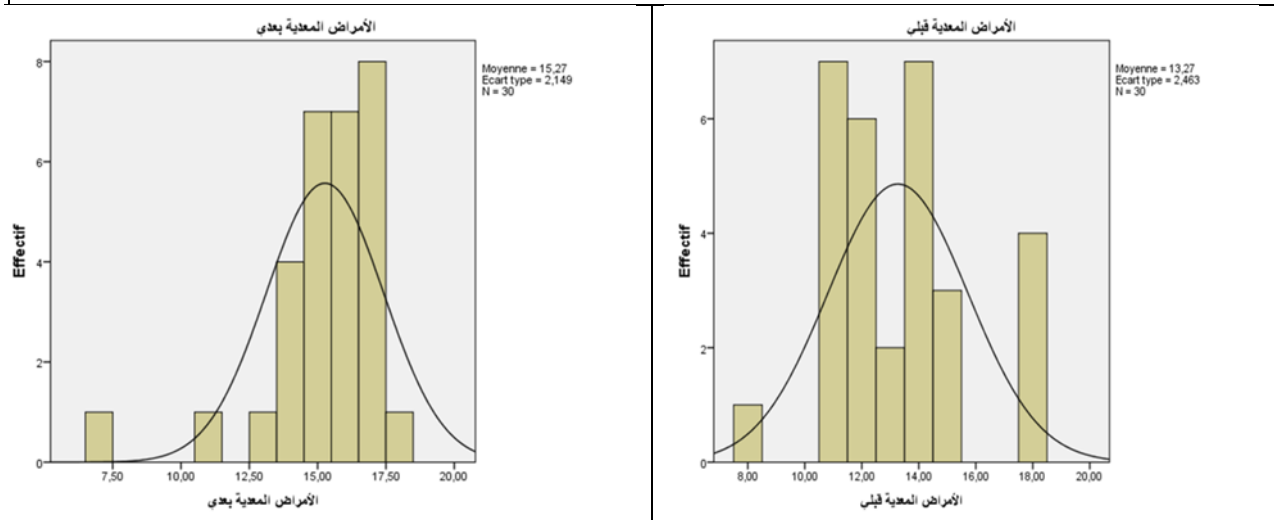 الأمراض المعدية بعدي
Moyenne = 15,27
Ecart type = 2,149
N = 30
Effectif
8
6
4
2
0
7,50 10,00 12,50 15,00 17,50 20,00
الأمراض المعدية بعدي
الأمراض المعدية قبلي
Moyenne = 13,27
Ecart type = 2,463
N = 30
Effectif
6
4
2
0
8,00 10,00 12,00 14,00 16,00 18,00 20,00
الأمراض المعدية قبلي